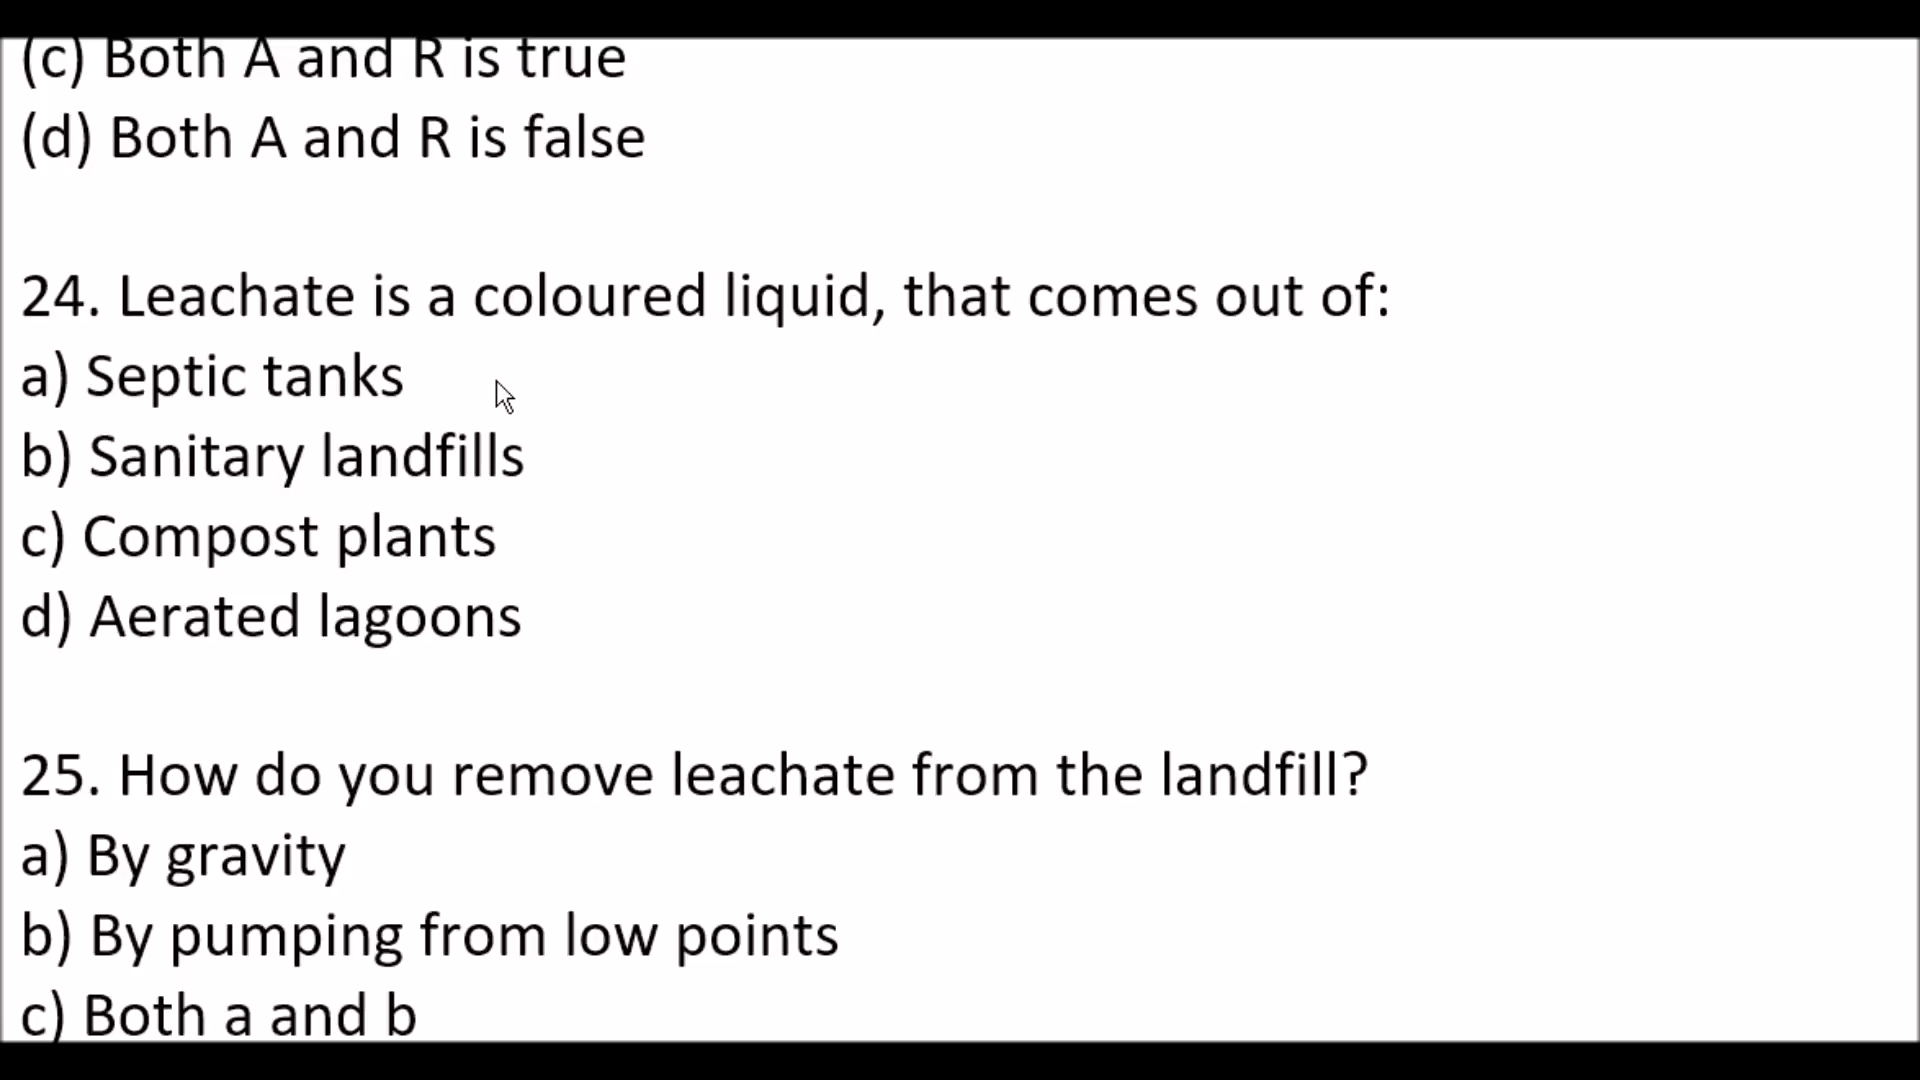 (c) Both A and R is true
(d) Both A and R is false
24. Leachate is a coloured liquid, that comes out of:
a) Septic tanks
b) Sanitary landfills
c) Compost plants
d) Aerated lagoons
25. How do you remove leachate from the landfill?
a) By gravity
b) By pumping from low points
c) Both a and b